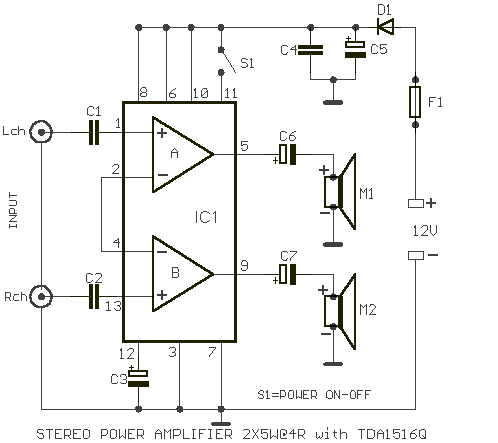 D1
S1
C4
+
C5
8
6
10
11
F1
C1
Lch
1
+
A
5
C6
+
2
-
+
M1
-
INPUT
IC1
+
12V
-
4
-
B
9
C7
+
+
M2
-
Rch
C2
13
+
12
3
7
C3
+
S1=POWER ON-OFF
STEREO POWER AMPLIFIER 2X5W@4R with TDA1516Q